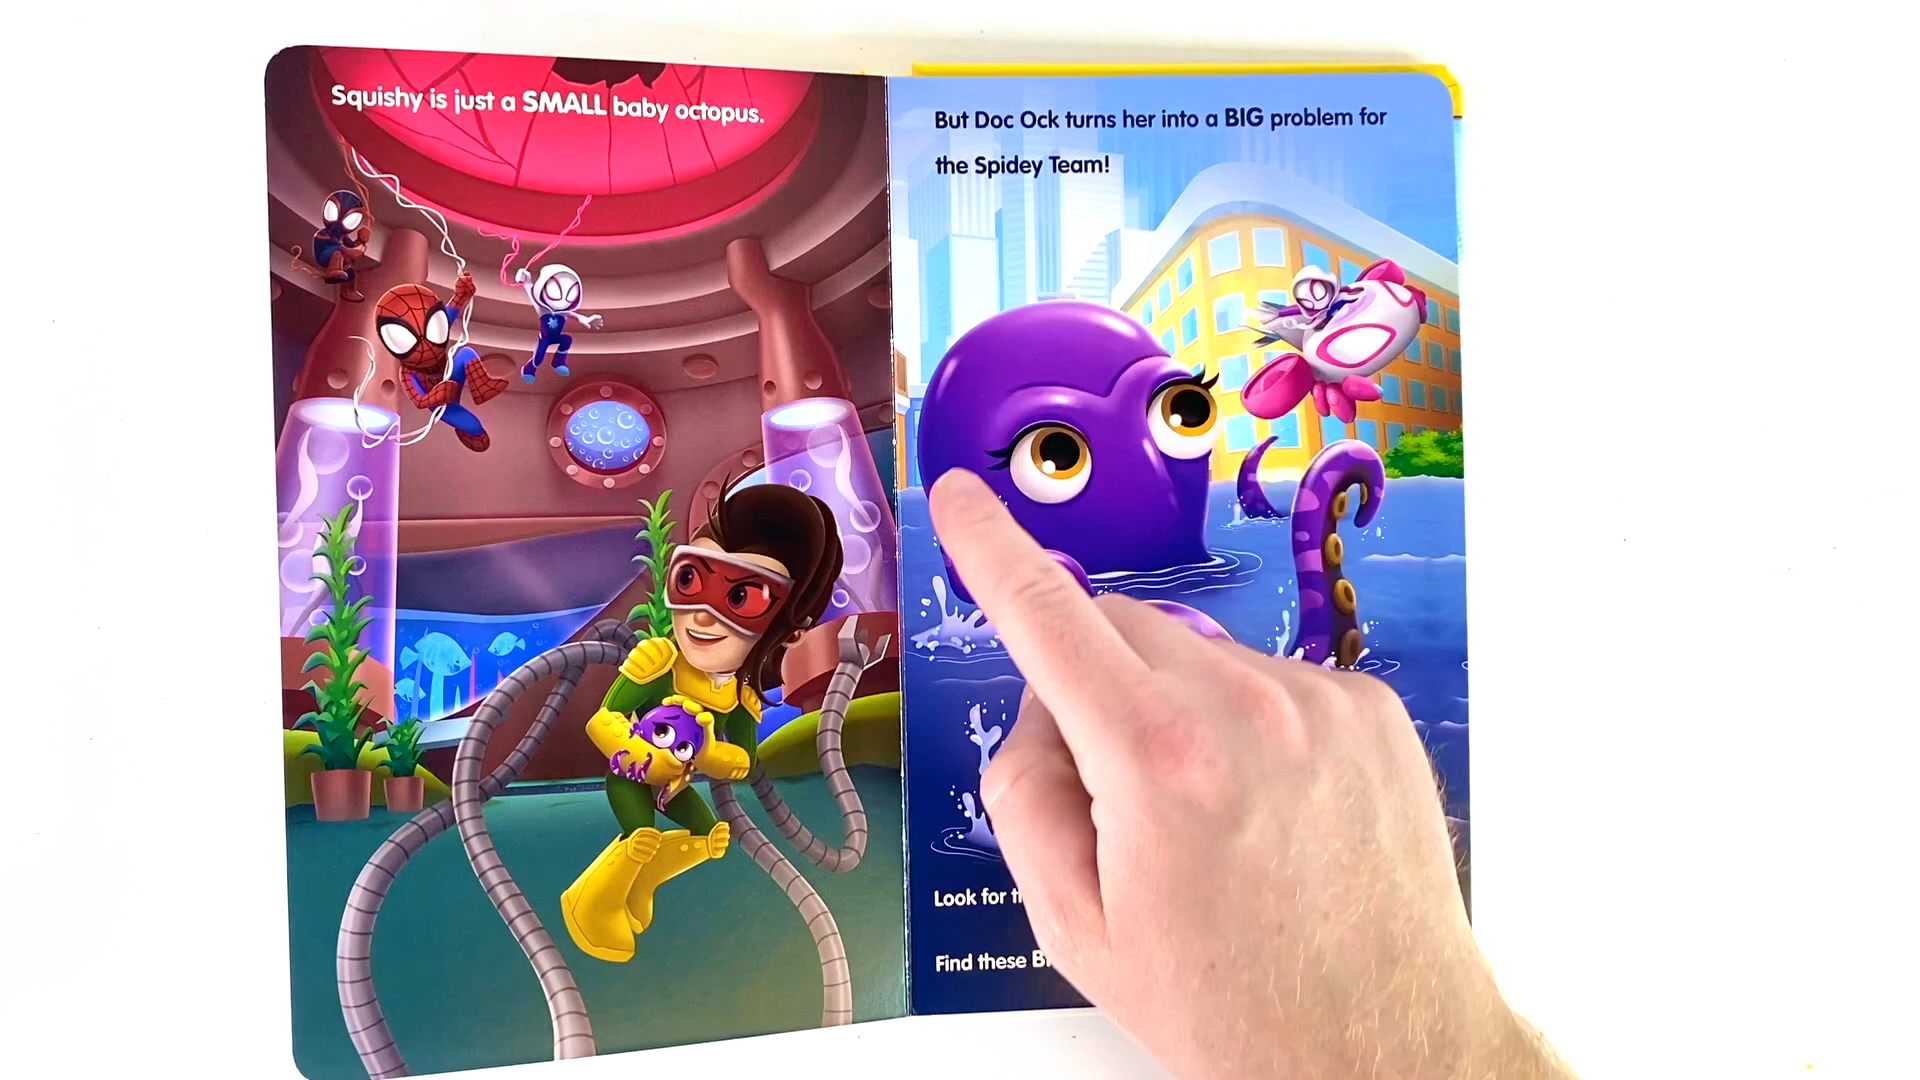 Squishy is just a SMALL baby octopus.
But Doc Ock turns her into a BIG problem for
the Spidey Team!
Look for
Find these